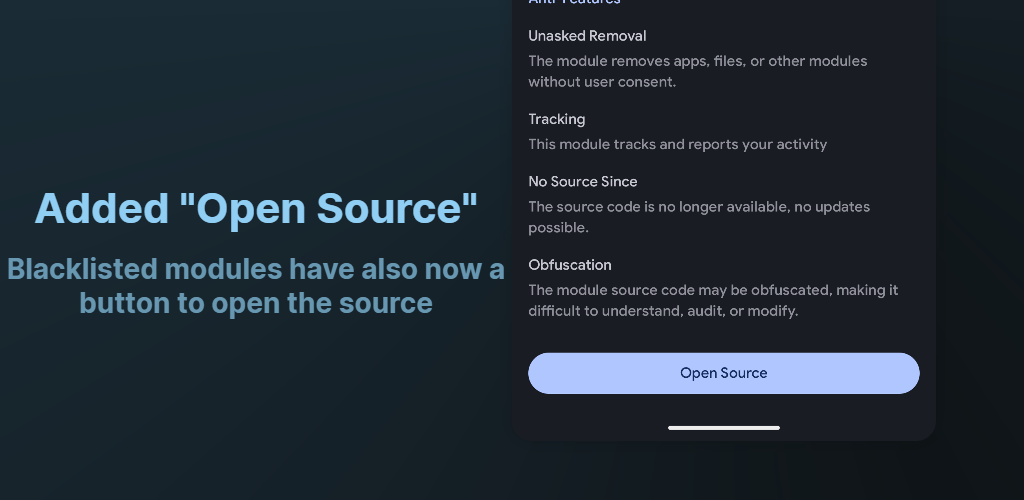 Added "Open Source"
Blacklisted modules have also now a
button to open the source
Anti-Features
Unasked Removal
The module removes apps, files, or other modules
without user consent.
Tracking
This module tracks and reports your activity
No Source Since
The source code is no longer available, no updates
possible.
Obfuscation
The module source code may be obfuscated, making it
difficult to understand, audit, or modify.
Open Source